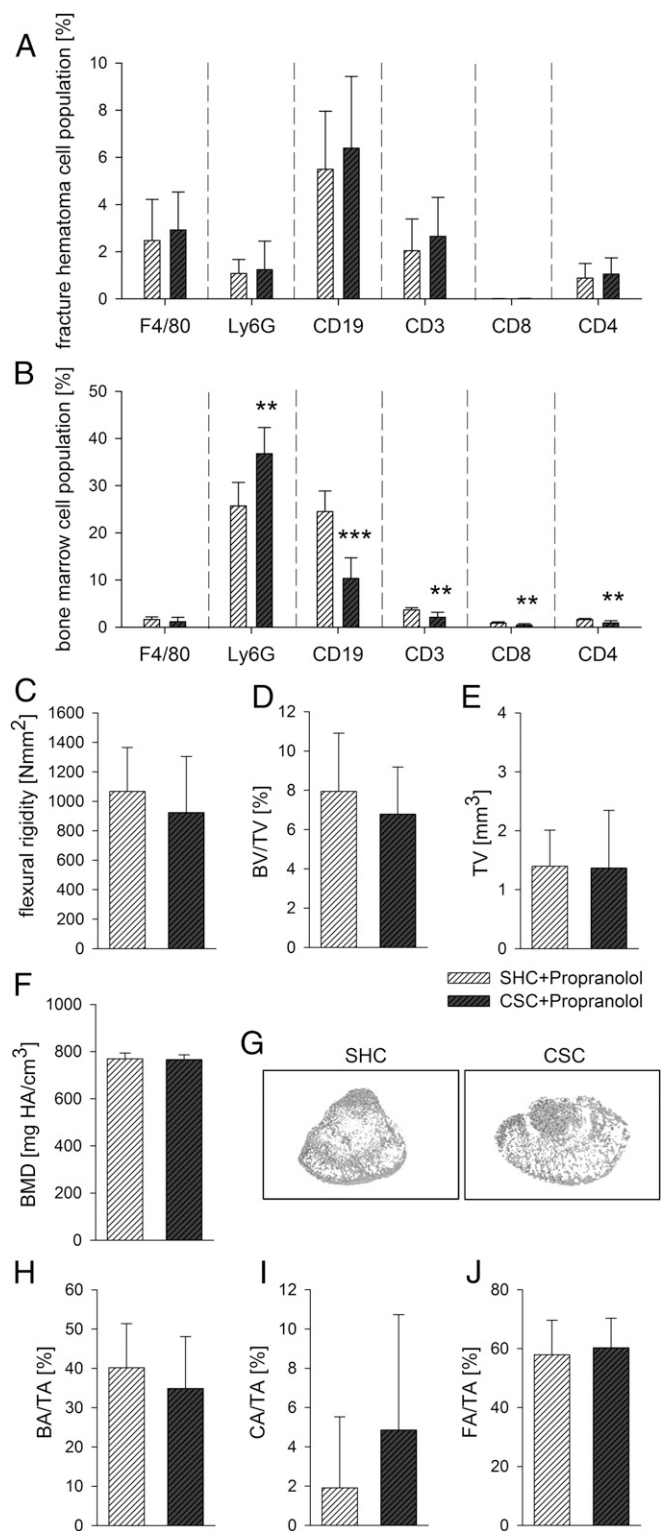 A
fracture hematoma cell population [%]
10
8
6
4
2
0
F4/80 Ly6G CD19 CD3 CD8 CD4
B
bone marrow cell population [%]
50
40
30
20
10
0
** *** ** ** **
F4/80 Ly6G CD19 CD3 CD8 CD4
C
flexural rigidity [Nmm²]
1600
1400
1200
1000
800
600
400
200
0
D
BV/TV [%]
12
10
8
6
4
2
0
E
TV [mm³]
4
3
2
1
0
SHC+Propranolol
CSC+Propranolol
F
BMD [mg HA/cm³]
1000
800
600
400
200
0
G
SHC CSC
H
BA/TA [%]
60
50
40
30
20
10
0
I
CA/TA [%]
12
10
8
6
4
2
0
J
FA/TA [%]
80
60
40
20
0